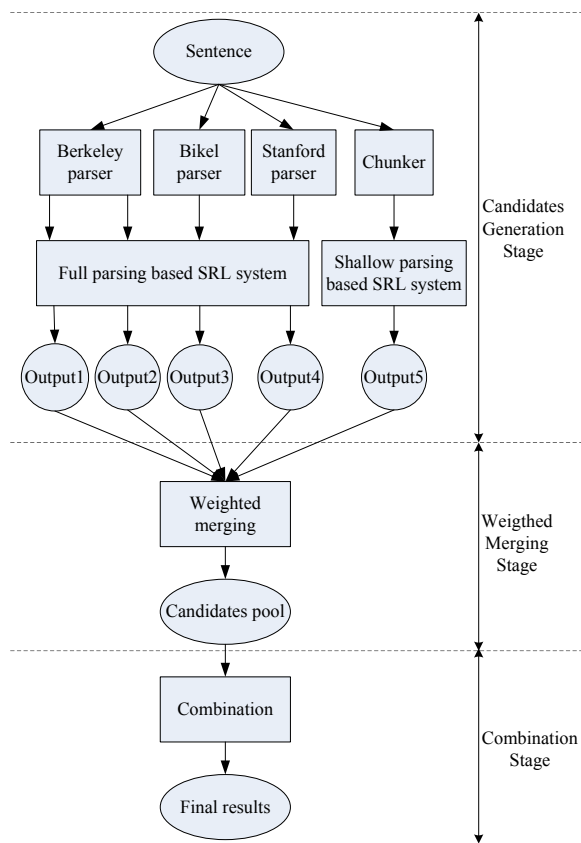 Sentence
Berkeley
parser
Bikel
parser
Stanford
parser
Chunker
Candidates
Generation
Stage
Full parsing based SRL system
Shallow parsing
based SRL system
Output1
Output2
Output3
Output4
Output5
Weighted
merging
Weigthed
Merging
Stage
Candidates pool
Combination
Combination
Stage
Final results